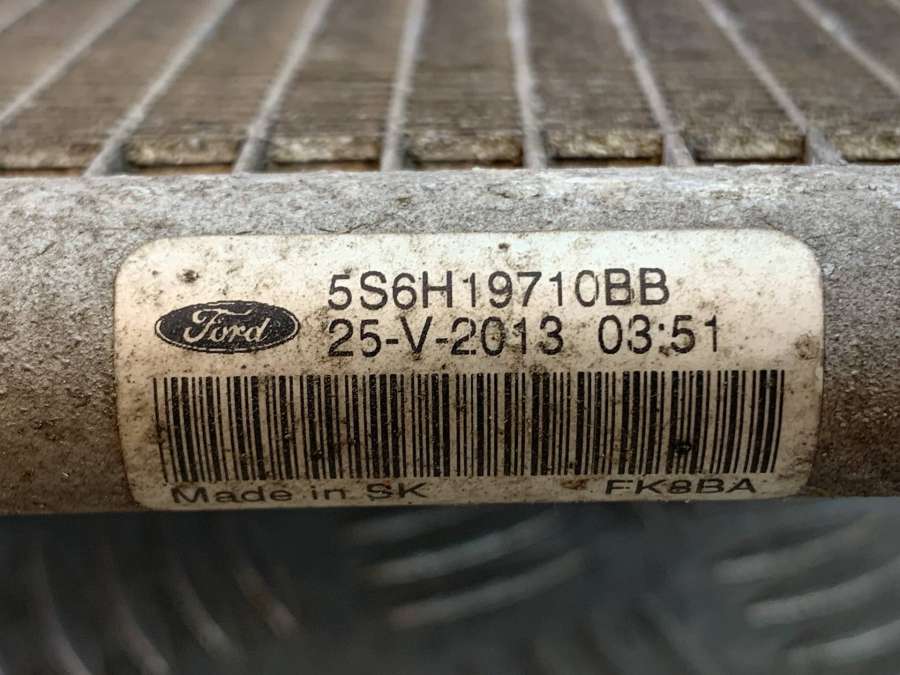 5S6H19710BB
Ford
25-V-2013 03:51
Made in SK FK8BA